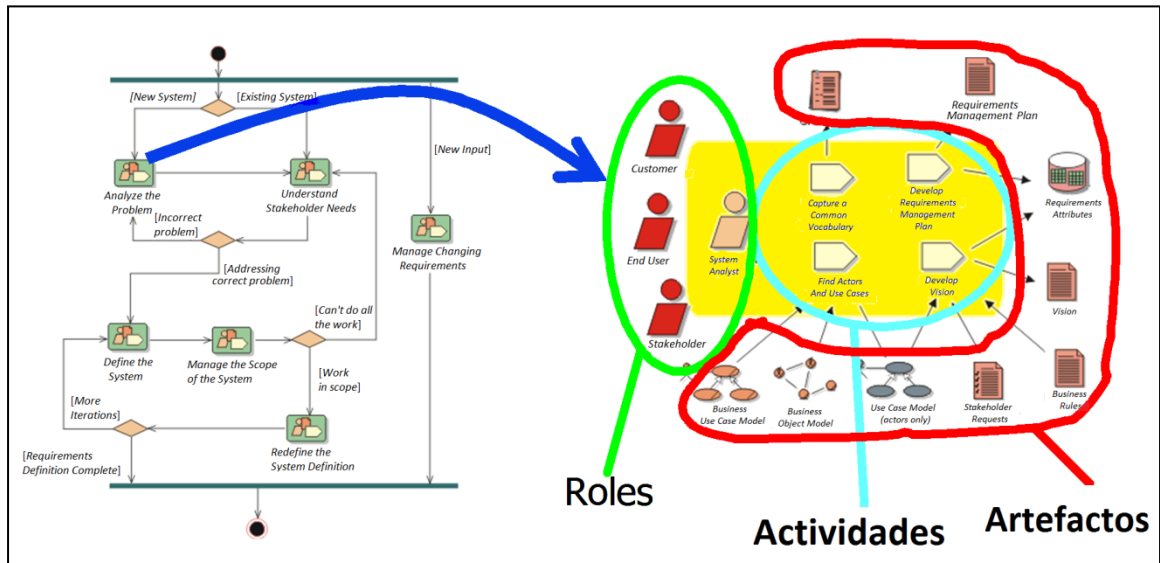 [New System]
[Existing System]
[New Input]
Analyze the
Problem
Understand
Stakeholder Needs
[Incorrect
problem]
Manage Changing
Requirements
[Addressing
correct problem]
[Can't do all
the work]
Define the
System
Manage the Scope
of the System
[Work
in scope]
[More
Iterations]
Redefine the
System Definition
[Requirements
Definition Complete]
Customer
End User
Stakeholder
System
Analyst
Capture a
Common
Vocabulary
Develop
Requirements
Management
Plan
Find Actors
And Use Cases
Develop
Vision
Requirements
Management Plan
Requirements
Attributes
Vision
Business
Use Case Model
Business
Object Model
Use Case Model
(actors only)
Stakeholder
Requests
Business
Rules
Roles
Actividades
Artefactos